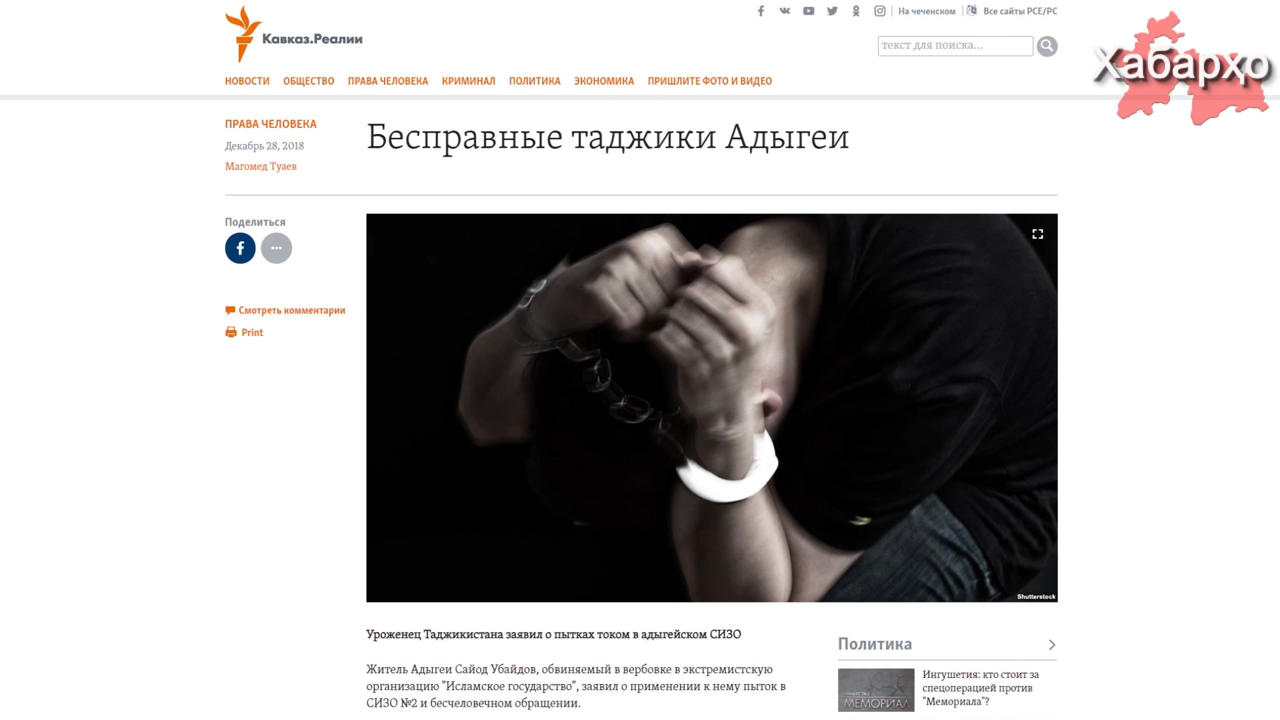 На чеченском
Все сайты РСЕ/РС
Кавказ.Реалии
текст для поиска...
НОВОСТИ ОБЩЕСТВО ПРАВА ЧЕЛОВЕКА КРИМИНАЛ ПОЛИТИКА ЭКОНОМИКА ПРИШЛИТЕ ФОТО И ВИДЕО
Хабарҳо
ПРАВА ЧЕЛОВЕКА
Декабрь 28, 2018
Магомед Туаев
Бесправные таджики Адыгеи
Поделиться
Смотреть комментарии
Print
Shutterstock
Уроженец Таджикистана заявил о пытках током в адыгейском СИЗО
Житель Адыгеи Сайод Убайдов, обвиняемый в вербовке в экстремистскую
организацию "Исламское государство", заявил о применении к нему пыток в
СИЗО №2 и бесчеловечном обращении.
Политика
Ингушетия: кто стоит за
спецоперацией против
"Мемориала"?
МЕМОРИАЛ